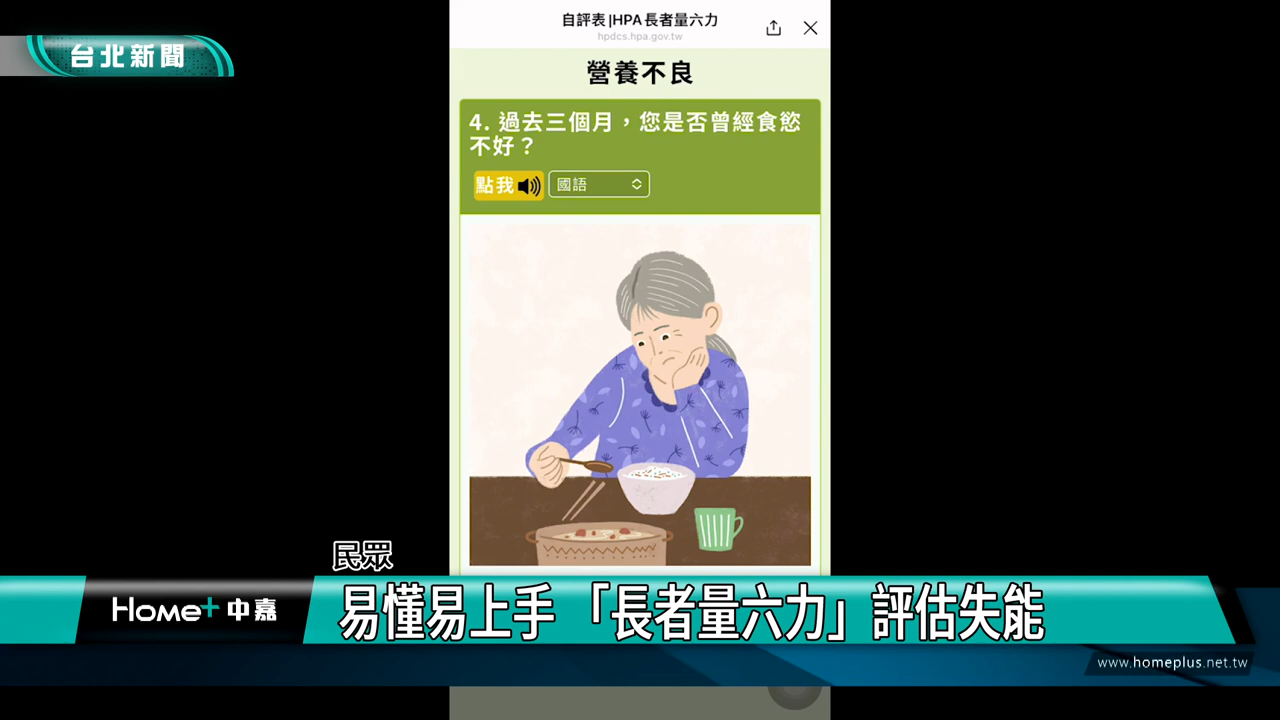 台北新聞
自評表|HPA長者量六力
hpdcs.hpa.gov.tw
營養不良
4. 過去三個月，您是否曾經食慾
不好？
點我
國語
民眾
Home+中嘉
易懂易上手「長者量六力」評估失能
www.homeplus.net.tw